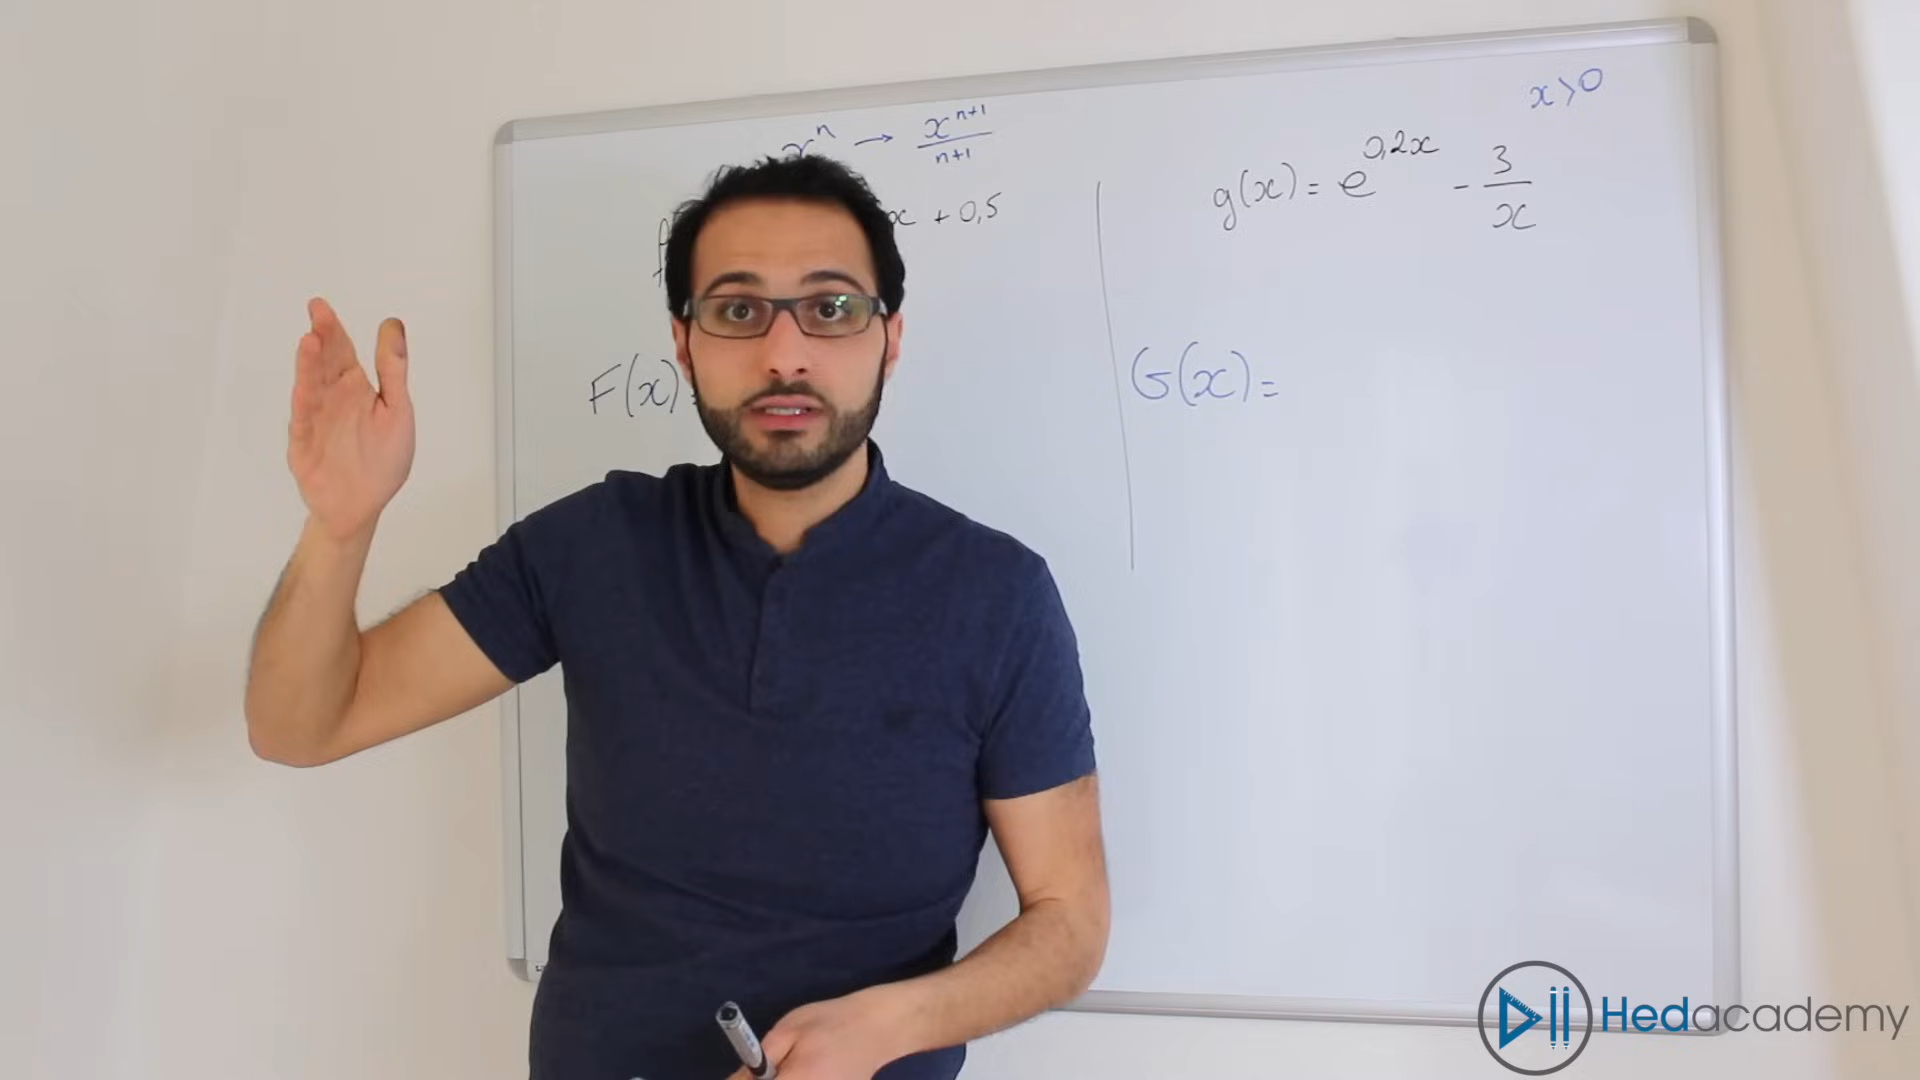 xⁿ → xⁿ⁺¹/n+1
x + 0,5
F(x)
x > 0
g(x) = e^0,2x - 3/x
G(x) =
Hedacademy